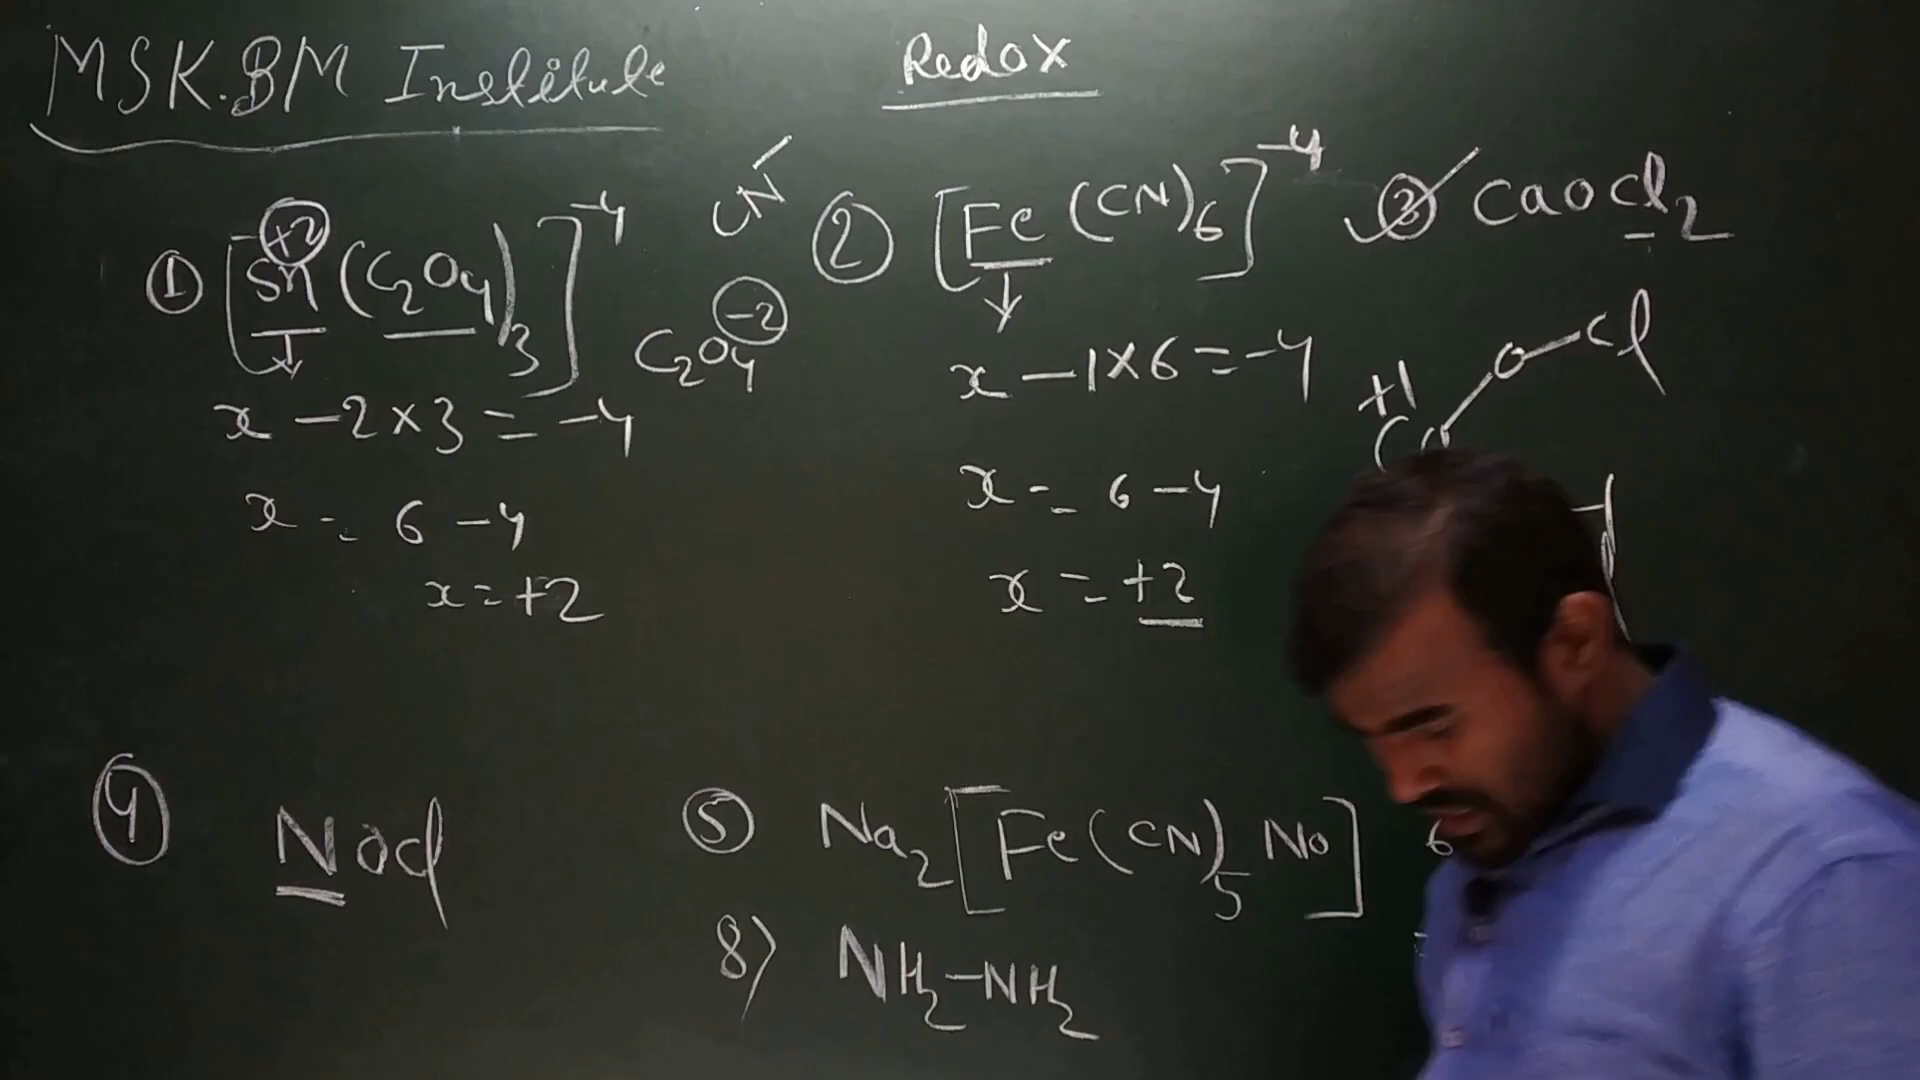 MSK.BM Institute
Redox
① [Sn(C₂O₄)₃]⁻⁴
+2
CN⁻
C₂O₄⁻²
x - 2 × 3 = -4
x = 6 - 4
x = +2
② [Fe(CN)₆]⁻⁴
x - 1 × 6 = -4
x = 6 - 4
x = +2
③ CaOCl₂
O-Cl
+1
Ca
④ NOCl
⑤ Na₂[Fe(CN)₅NO]
6
8) NH₂-NH₂